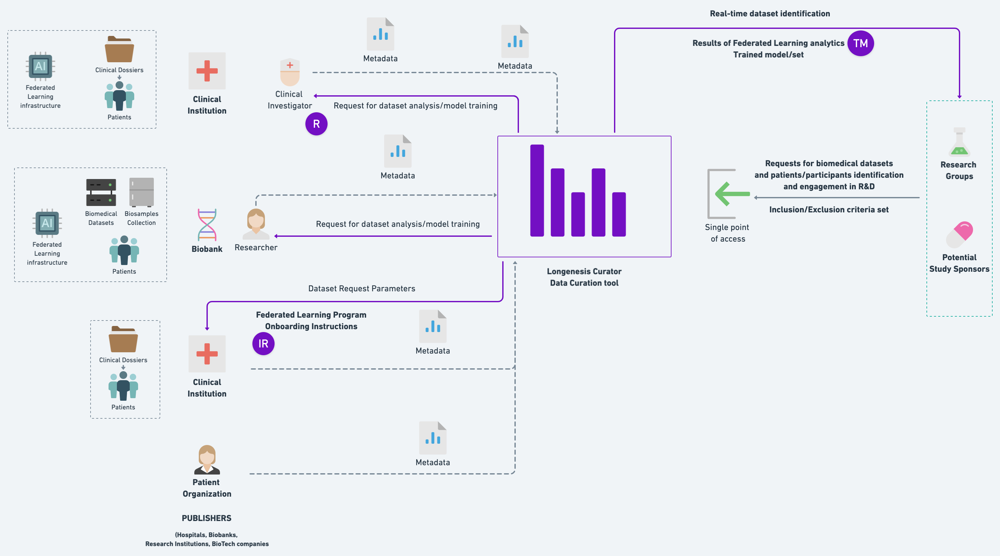 Real-time dataset identification
Results of Federated Learning analytics
Trained model/set
TM
Metadata
Metadata
AI
Federated
Learning
infrastructure
Clinical Dossiers
Patients
Clinical
Institution
Clinical
Investigator
R
Request for dataset analysis/model training
Metadata
AI
Federated
Learning
infrastructure
Biomedical
Datasets
Biosamples
Collection
Patients
Biobank
Researcher
Request for dataset analysis/model training
Longenesis Curator
Data Curation tool
Single point
of access
Requests for biomedical datasets
and patients/participants identification
and engagement in R&D
Inclusion/Exclusion criteria set
Research
Groups
Potential
Study Sponsors
Dataset Request Parameters
Federated Learning Program
Onboarding Instructions
IR
Metadata
Clinical Dossiers
Patients
Clinical
Institution
Metadata
Patient
Organization
PUBLISHERS
(Hospitals, Biobanks,
Research Institutions, BioTech companies